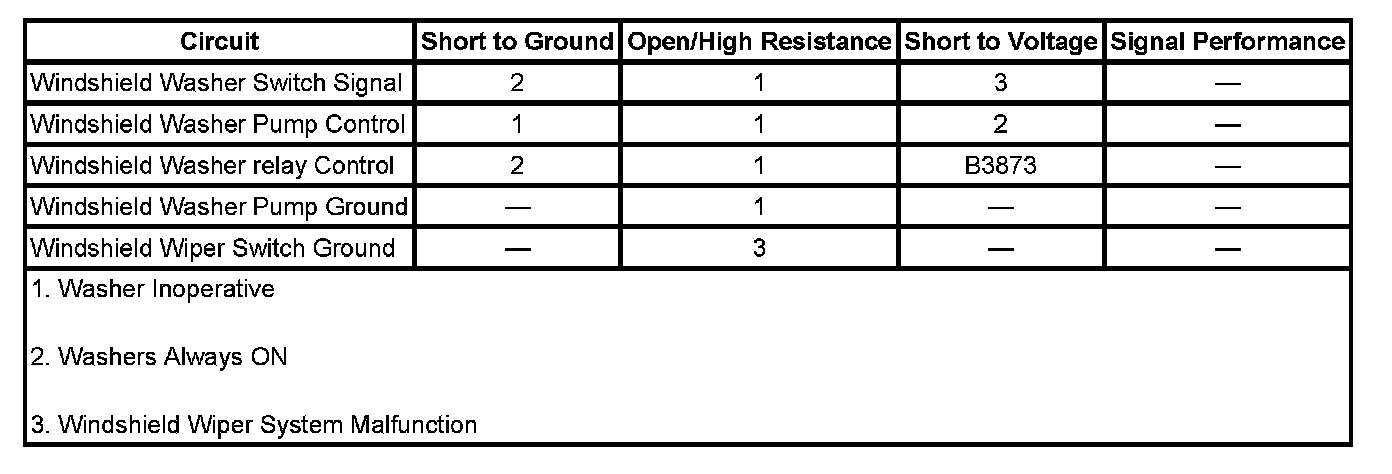 Circuit Short to Ground Open/High Resistance Short to Voltage Signal Performance
Windshield Washer Switch Signal 2 1 3 —
Windshield Washer Pump Control 1 1 2 —
Windshield Washer relay Control 2 1 B3873 —
Windshield Washer Pump Ground — 1 — —
Windshield Wiper Switch Ground — 3 — —
1. Washer Inoperative
2. Washers Always ON
3. Windshield Wiper System Malfunction